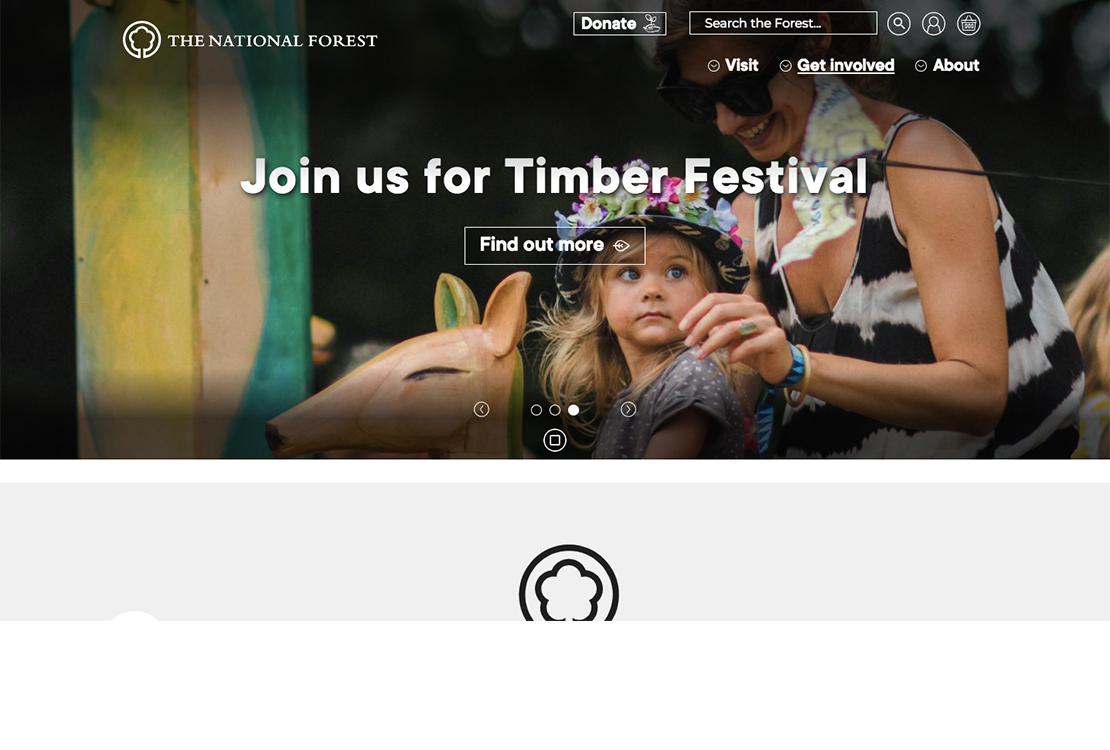 THE NATIONAL FOREST
Donate
Search the Forest...
Visit
Get involved
About
Join us for Timber Festival
Find out more